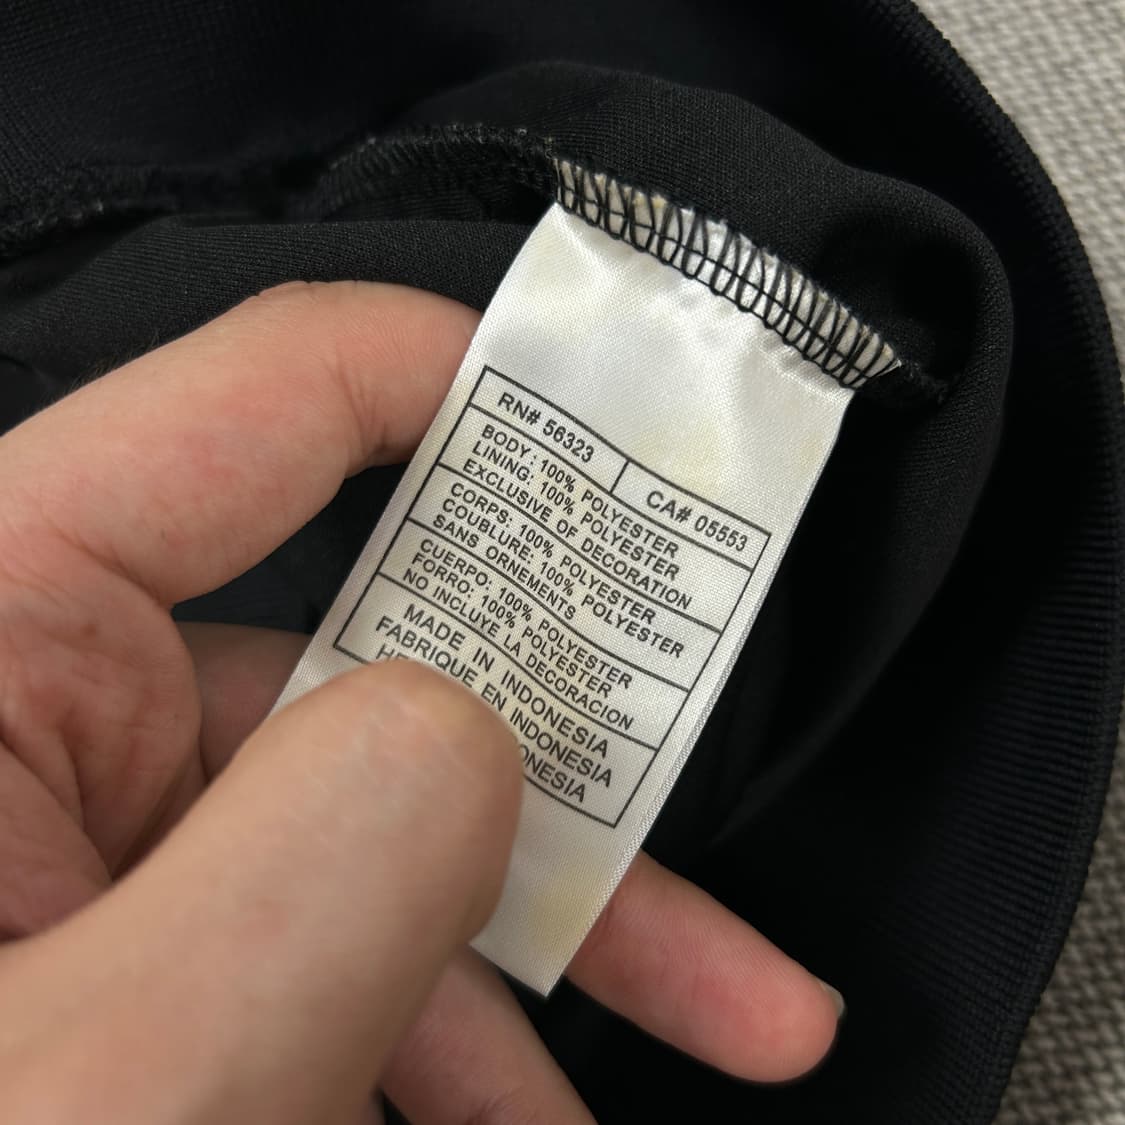 RN# 56323
CA# 05553
BODY: 100% POLYESTER
LINING: 100% POLYESTER
EXCLUSIVE OF DECORATION
CORPS: 100% POLYESTER
COUBLURE: 100% POLYESTER
SANS ORNEMENTS
CUERPO: 100% POLYESTER
FORRO: 100% POLYESTER
NO INCLUYE LA DECORACION
MADE IN INDONESIA
FABRIQUE EN INDONESIA